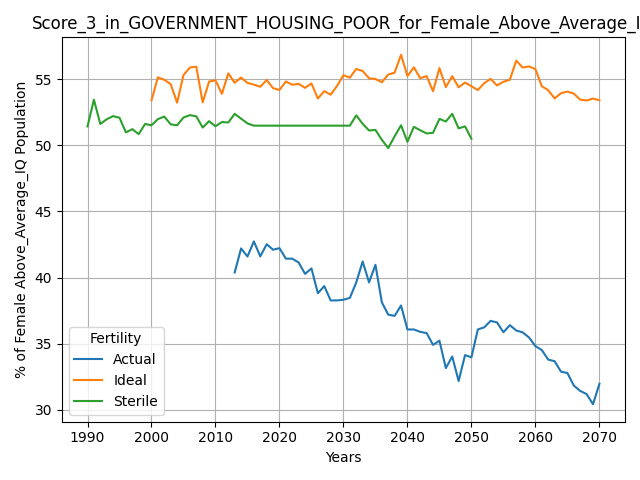 Score_3_in_GOVERNMENT_HOUSING_POOR_for_Female_Above_Average_I
% of Female Above_Average_IQ Population
55
50
45
40
35
30
Fertility
Actual
Ideal
Sterile
1990 2000 2010 2020 2030 2040 2050 2060 2070
Years